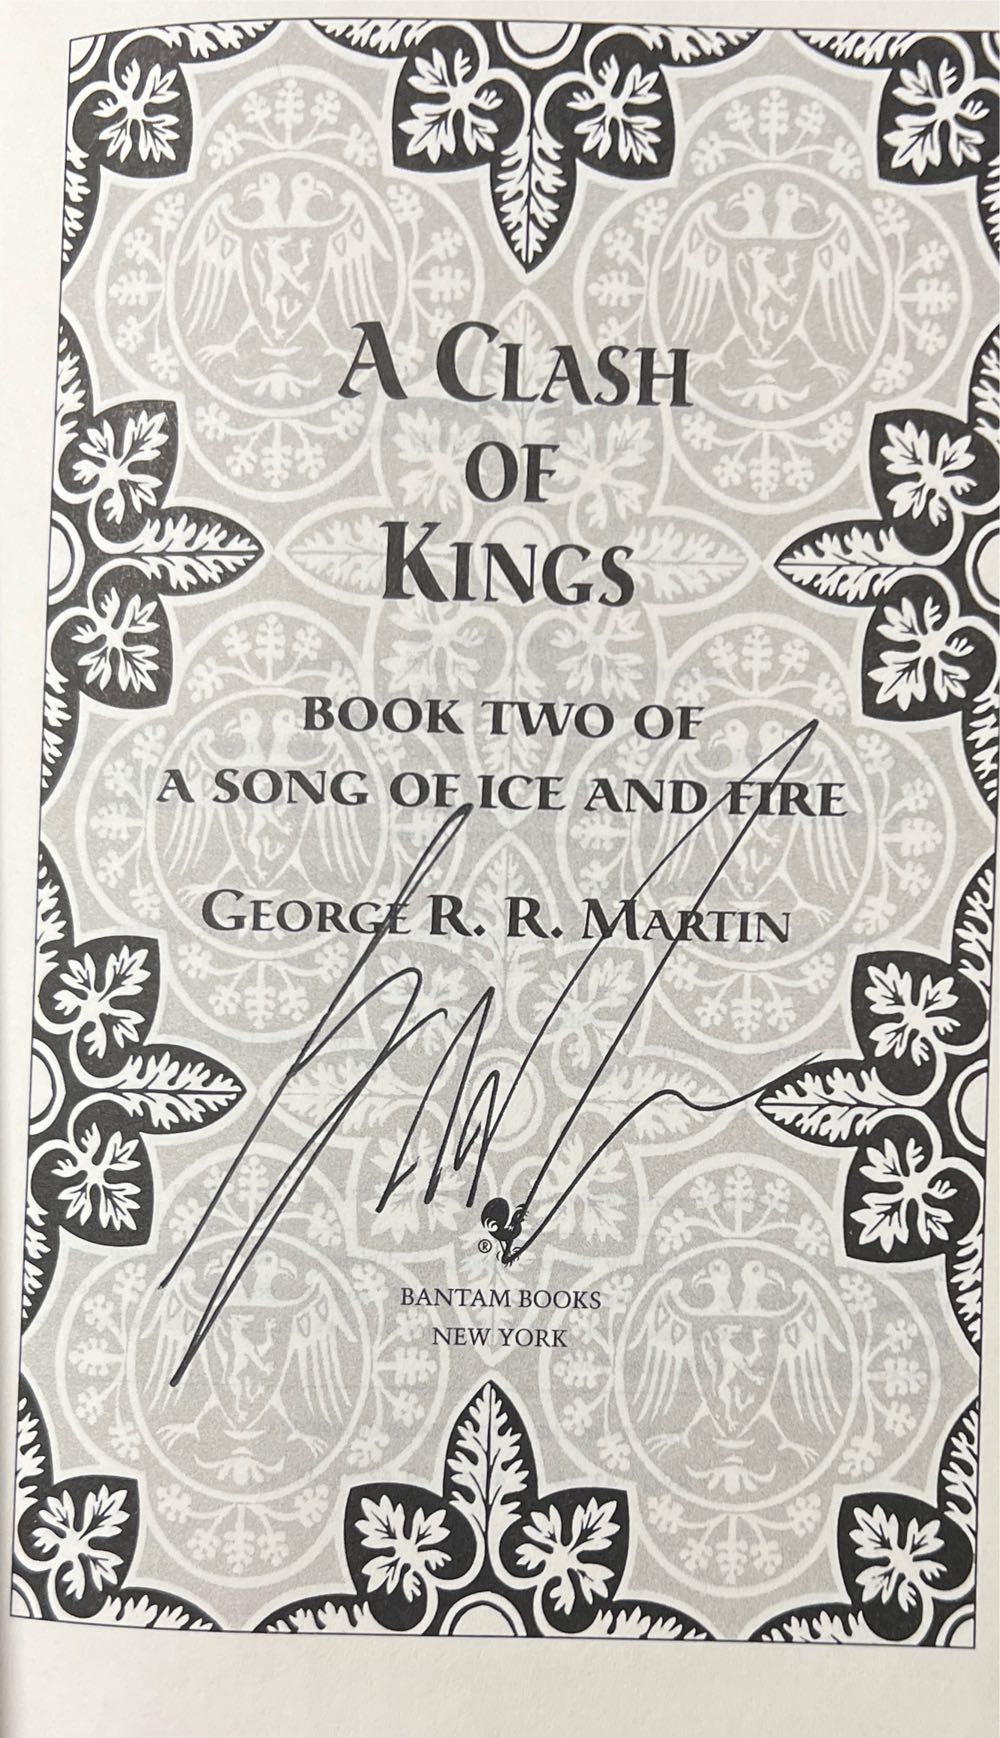 A CLASH
OF
KINGS
BOOK TWO OF
A SONG OF ICE AND FIRE
GEORGE R. R. MARTIN
®
BANTAM BOOKS
NEW YORK